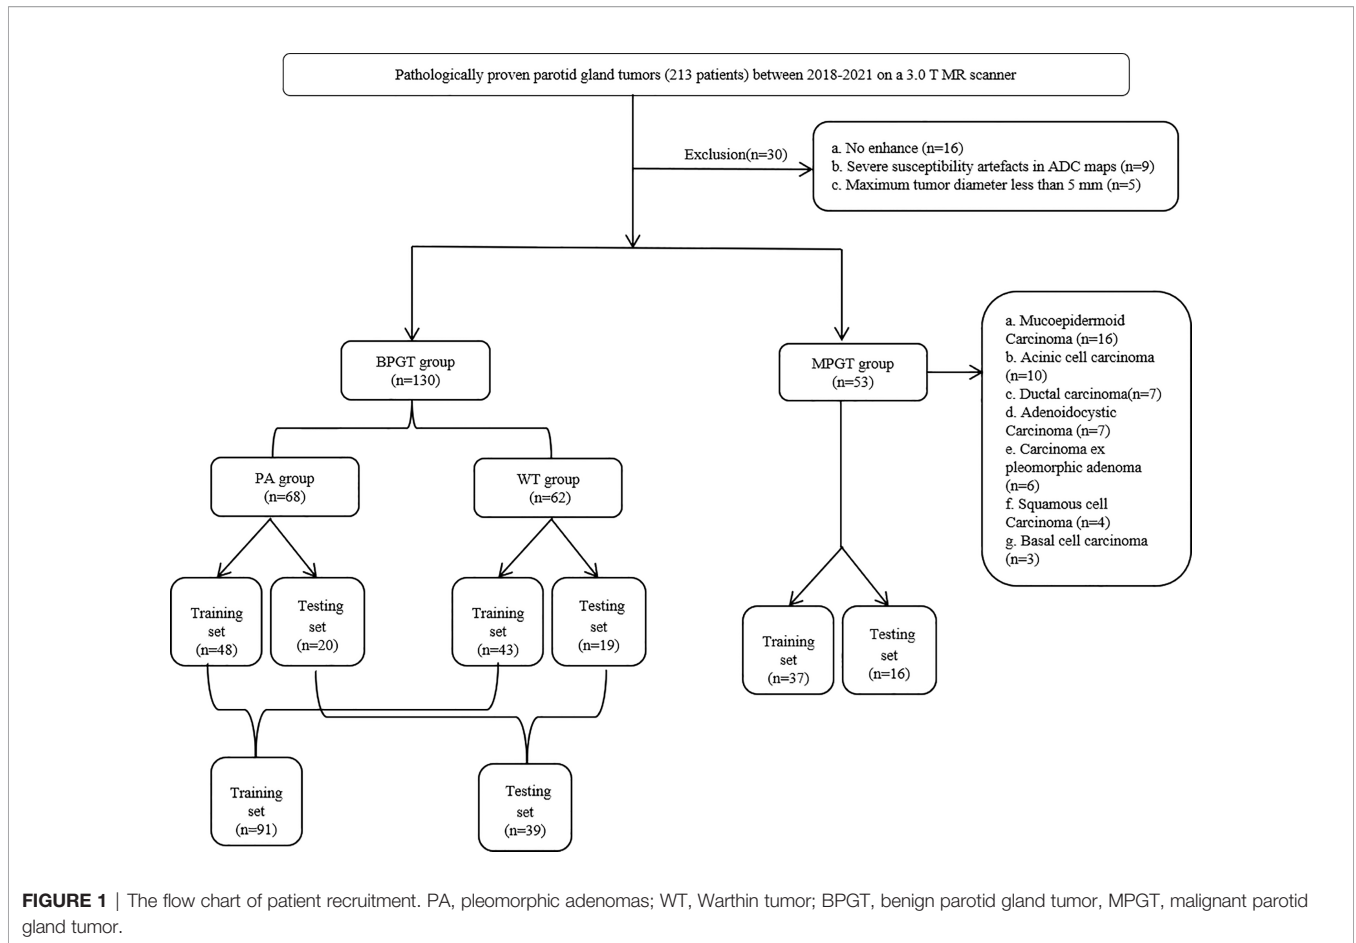 Pathologically proven parotid gland tumors (213 patients) between 2018-2021 on a 3.0 T MR scanner
Exclusion(n=30)
a. No enhance (n=16)
b. Severe susceptibility artefacts in ADC maps (n=9)
c. Maximum tumor diameter less than 5 mm (n=5)
BPGT group
(n=130)
MPGT group
(n=53)
a. Mucoepidermoid
Carcinoma (n=16)
b. Acinic cell carcinoma
(n=10)
c. Ductal carcinoma(n=7)
d. Adenoidocystic
Carcinoma (n=7)
e. Carcinoma ex
pleomorphic adenoma
(n=6)
f. Squamous cell
Carcinoma (n=4)
g. Basal cell carcinoma
(n=3)
PA group
(n=68)
WT group
(n=62)
Training
set
(n=48)
Testing
set
(n=20)
Training
set
(n=43)
Testing
set
(n=19)
Training
set
(n=37)
Testing
set
(n=16)
Training
set
(n=91)
Testing
set
(n=39)
FIGURE 1 | The flow chart of patient recruitment. PA, pleomorphic adenomas; WT, Warthin tumor; BPGT, benign parotid gland tumor, MPGT, malignant parotid
gland tumor.